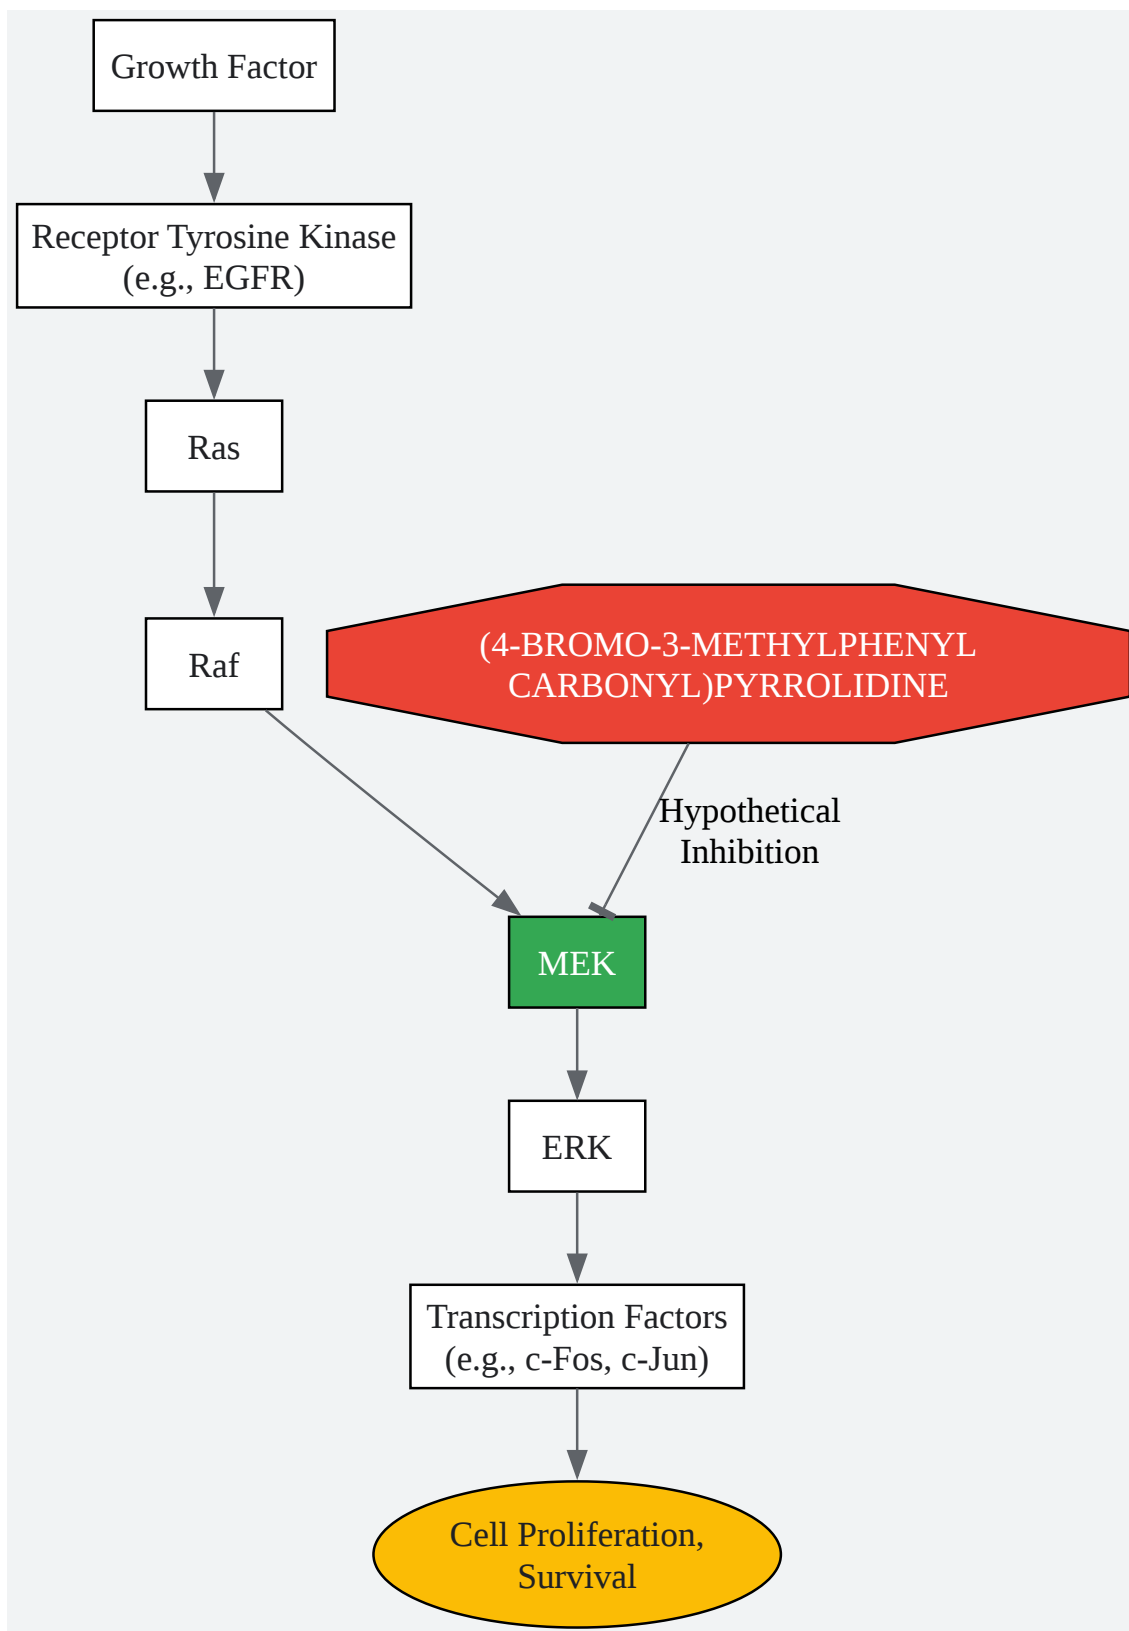 Growth Factor
Receptor Tyrosine Kinase
(e.g., EGFR)
Ras
Raf
(4-BROMO-3-METHYLPHENYL
CARBONYL)PYRROLIDINE
Hypothetical
Inhibition
MEK
ERK
Transcription Factors
(e.g., c-Fos, c-Jun)
Cell Proliferation,
Survival